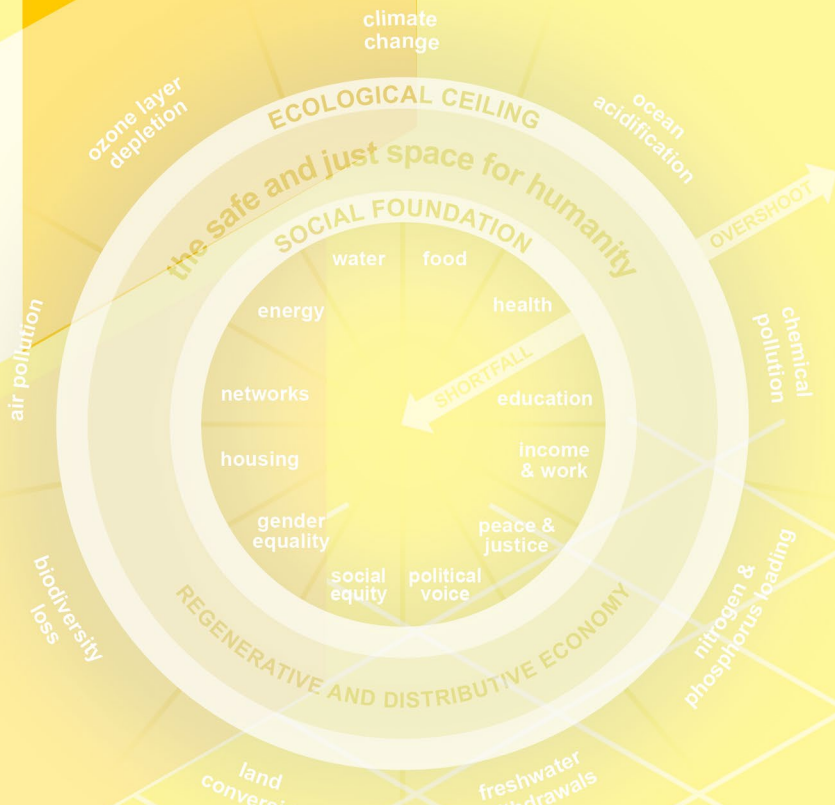 climate
change
ozone layer
depletion
ocean
acidification
ECOLOGICAL CEILING
the safe and just space for humanity
OVERSHOOT
SOCIAL FOUNDATION
water
food
energy
health
air pollution
chemical
pollution
SHORTFALL
networks
education
housing
income
& work
gender
equality
peace &
justice
social
equity
political
voice
biodiversity
loss
nitrogen &
phosphorus loading
REGENERATIVE AND DISTRIBUTIVE ECONOMY
land
freshwater